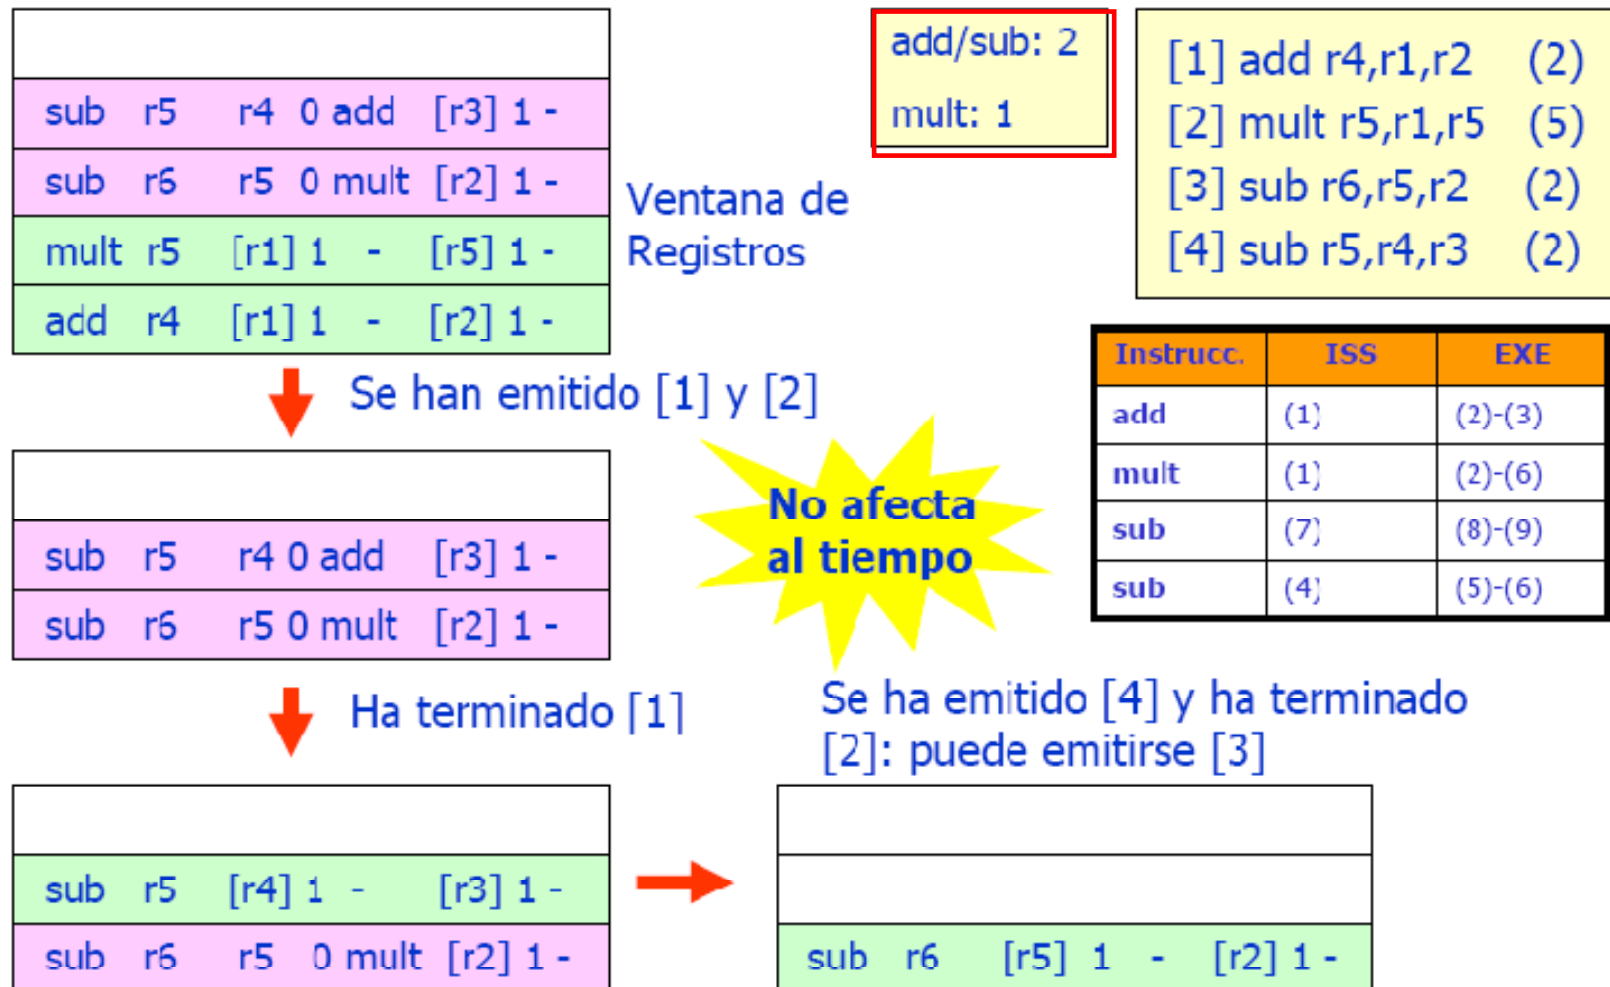 sub r5 r4 0 add [r3] 1 -
sub r6 r5 0 mult [r2] 1 -
mult r5 [r1] 1 - [r5] 1 -
add r4 [r1] 1 - [r2] 1 -
Ventana de
Registros
add/sub: 2
mult: 1
[1] add r4,r1,r2 (2)
[2] mult r5,r1,r5 (5)
[3] sub r6,r5,r2 (2)
[4] sub r5,r4,r3 (2)
Se han emitido [1] y [2]
Instrucc. ISS EXE
add (1) (2)-(3)
mult (1) (2)-(6)
sub (7) (8)-(9)
sub (4) (5)-(6)
No afecta
al tiempo
sub r5 r4 0 add [r3] 1 -
sub r6 r5 0 mult [r2] 1 -
Ha terminado [1]
Se ha emitido [4] y ha terminado
[2]: puede emitirse [3]
sub r5 [r4] 1 - [r3] 1 -
sub r6 r5 0 mult [r2] 1 -
sub r6 [r5] 1 - [r2] 1 -